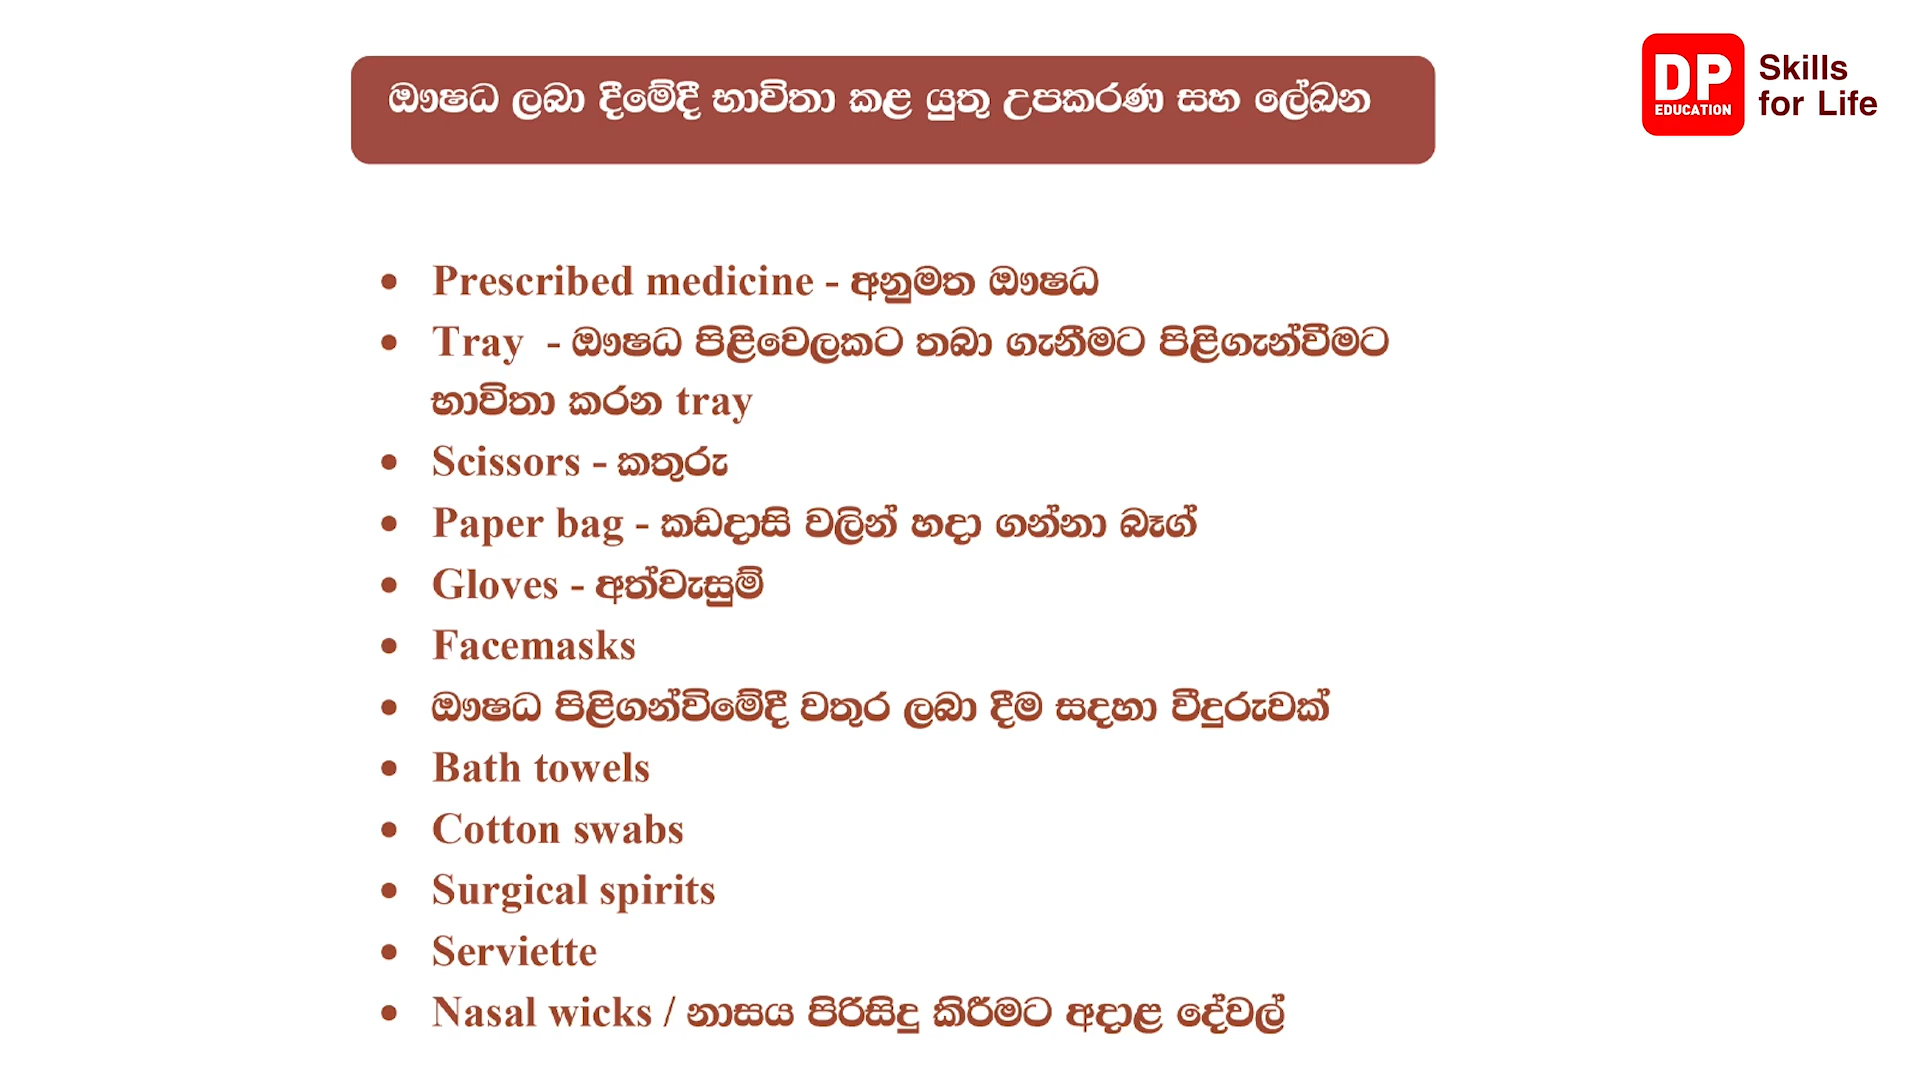 ඖෂධ ලබා දීමේදී භාවිතා කළ යුතු උපකරණ සහ ලේඛන
DP
EDUCATION
Skills
for Life
• Prescribed medicine - අනුමත ඖෂධ
• Tray - ඖෂධ පිළිවෙලකට තබා ගැනීමට පිළිගැන්වීමට
භාවිතා කරන tray
• Scissors - කතුරු
• Paper bag - කඩදාසි වලින් හදා ගන්නා බෑග්
• Gloves - අත්වැසුම්
• Facemasks
• ඖෂධ පිළිගන්විමේදී වතුර ලබා දීම සදහා වීදුරුවක්
• Bath towels
• Cotton swabs
• Surgical spirits
• Serviette
• Nasal wicks / නාසය පිරිසිදු කිරීමට අදාළ දේවල්